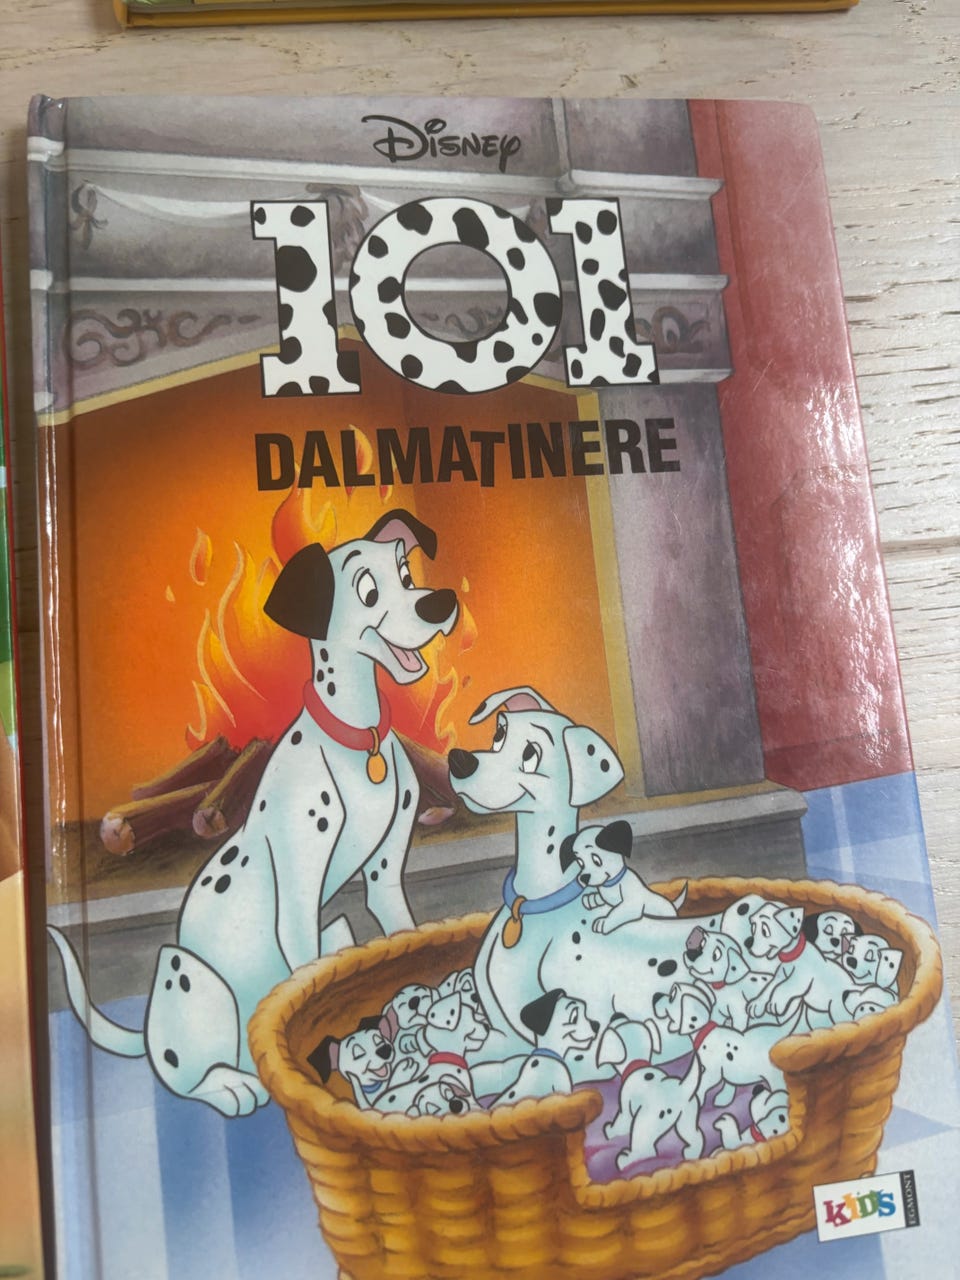 Disney
101
DALMATINERE
KIDS
EGMONT